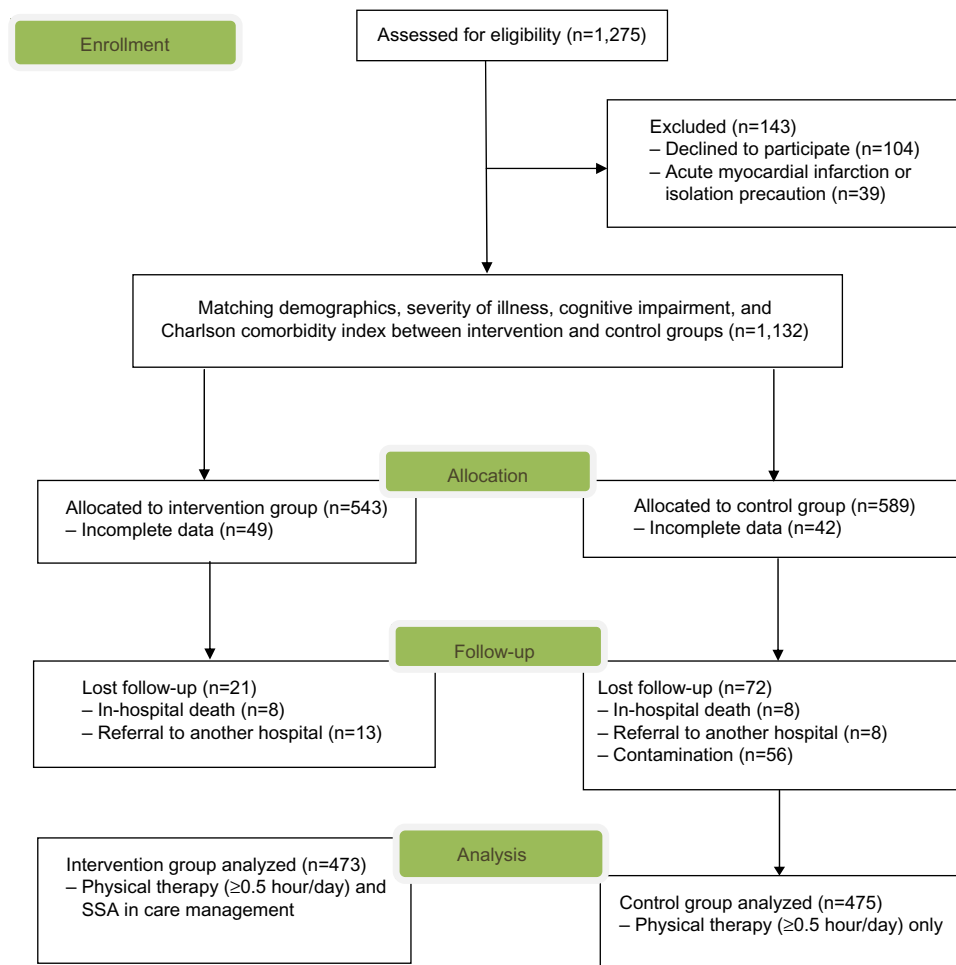 Enrollment
Assessed for eligibility (n=1,275)
Excluded (n=143)
– Declined to participate (n=104)
– Acute myocardial infarction or
isolation precaution (n=39)
Matching demographics, severity of illness, cognitive impairment, and
Charlson comorbidity index between intervention and control groups (n=1,132)
Allocation
Allocated to intervention group (n=543)
– Incomplete data (n=49)
Allocated to control group (n=589)
– Incomplete data (n=42)
Follow-up
Lost follow-up (n=21)
– In-hospital death (n=8)
– Referral to another hospital (n=13)
Lost follow-up (n=72)
– In-hospital death (n=8)
– Referral to another hospital (n=8)
– Contamination (n=56)
Analysis
Intervention group analyzed (n=473)
– Physical therapy (≥0.5 hour/day) and
SSA in care management
Control group analyzed (n=475)
– Physical therapy (≥0.5 hour/day) only